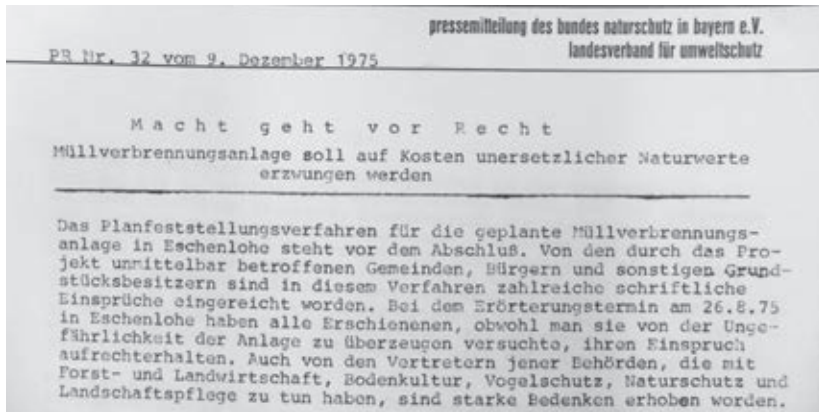 pressemitteilung des bundes naturschutz in bayern e.V.
landesverband für umweltschutz
PR Nr. 32 vom 9. Dezember 1975
Macht geht vor Recht
Müllverbrennungsanlage soll auf Kosten unersetzlicher Naturwerte
erzwungen werden
Das Planfeststellungsverfahren für die geplante Müllverbrennungs-
anlage in Eschenlohe steht vor dem Abschluß. Von den durch das Pro-
jekt unmittelbar betroffenen Gemeinden, Bürgern und sonstigen Grund-
stücksbesitzern sind in diesem Verfahren zahlreiche schriftliche
Einsprüche eingereicht worden. Bei dem Erörterungstermin am 26.8.75
in Eschenlohe haben alle Erschienenen, obwohl man sie von der Unge-
fährlichkeit der Anlage zu überzeugen versuchte, ihren Einspruch
aufrechterhalten. Auch von den Vertretern jener Behörden, die mit
Forst- und Landwirtschaft, Bodenkultur, Vogelschutz, Naturschutz und
Landschaftspflege zu tun haben, sind starke Bedenken erhoben worden.